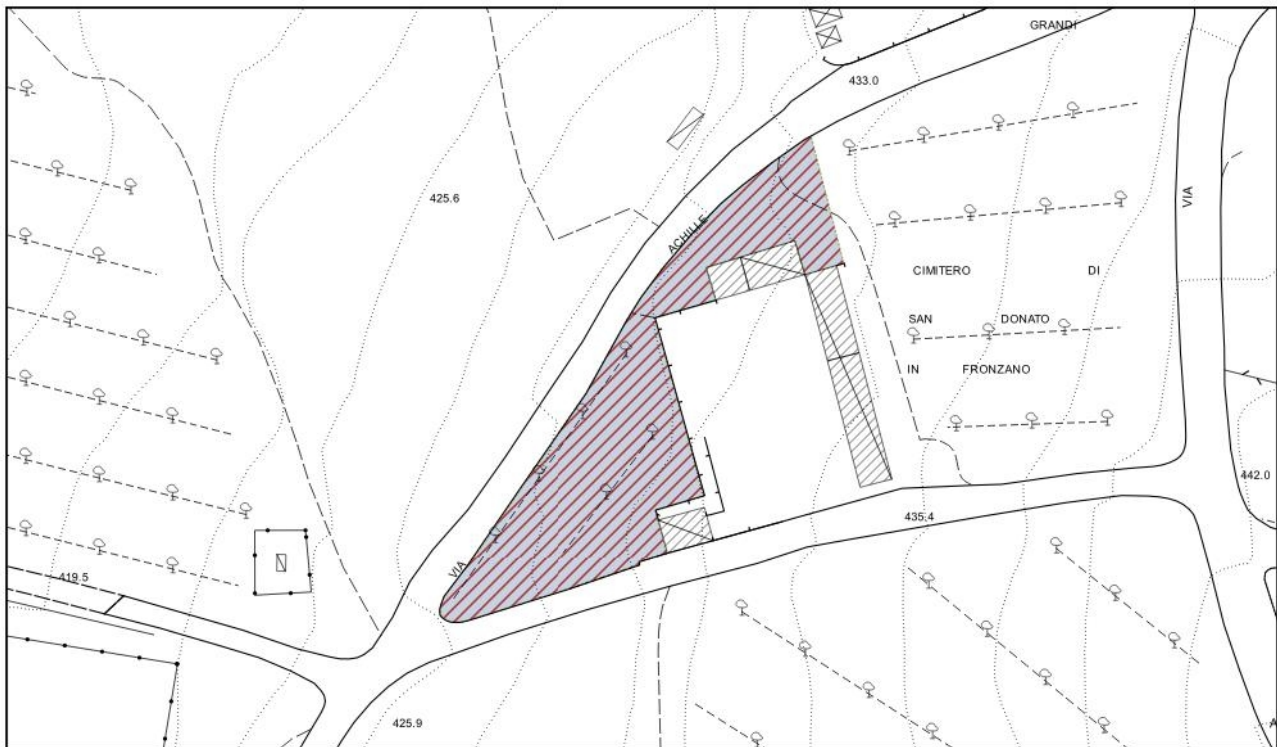 GRANDI
433.0
425.6
VIA
ACHILLE
CIMITERO DI
SAN DONATO
IN FRONZANO
442.0
435.4
419.5
VIA
425.9
A